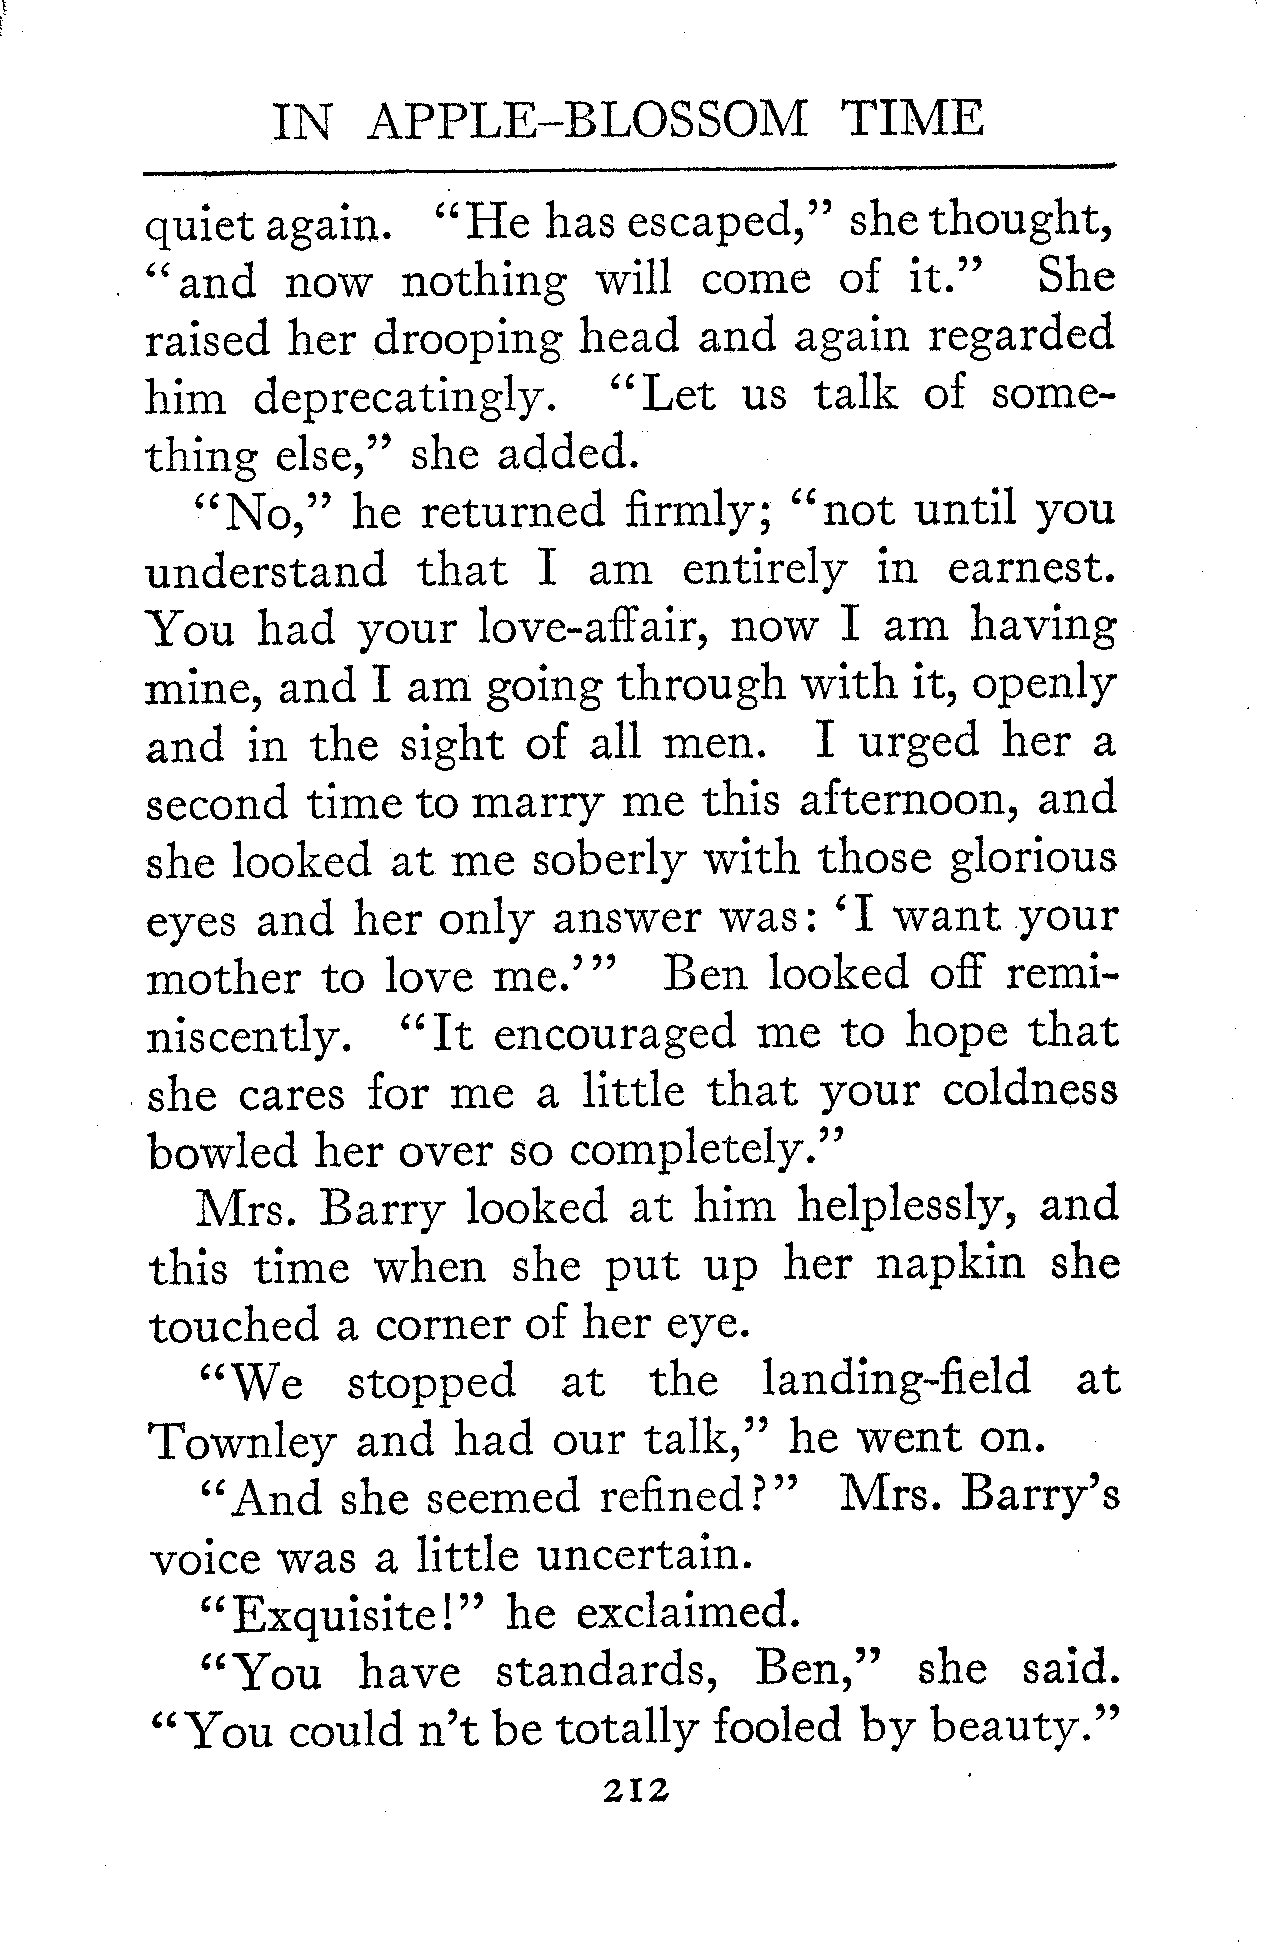 IN APPLE-BLOSSOM TIME
quiet again. “He has escaped,” she thought,
“and now nothing will come of it.” She
raised her drooping head and again regarded
him deprecatingly. “Let us talk of some-
thing else,” she added.
“No,” he returned firmly; “not until you
understand that I am entirely in earnest.
You had your love-affair, now I am having
mine, and I am going through with it, openly
and in the sight of all men. I urged her a
second time to marry me this afternoon, and
she looked at me soberly with those glorious
eyes and her only answer was: ‘I want your
mother to love me.’” Ben looked off remi-
niscently. “It encouraged me to hope that
she cares for me a little that your coldness
bowled her over so completely.”
Mrs. Barry looked at him helplessly, and
this time when she put up her napkin she
touched a corner of her eye.
“We stopped at the landing-field at
Townley and had our talk,” he went on.
“And she seemed refined?” Mrs. Barry’s
voice was a little uncertain.
“Exquisite!” he exclaimed.
“You have standards, Ben,” she said.
“You could n’t be totally fooled by beauty.”
212